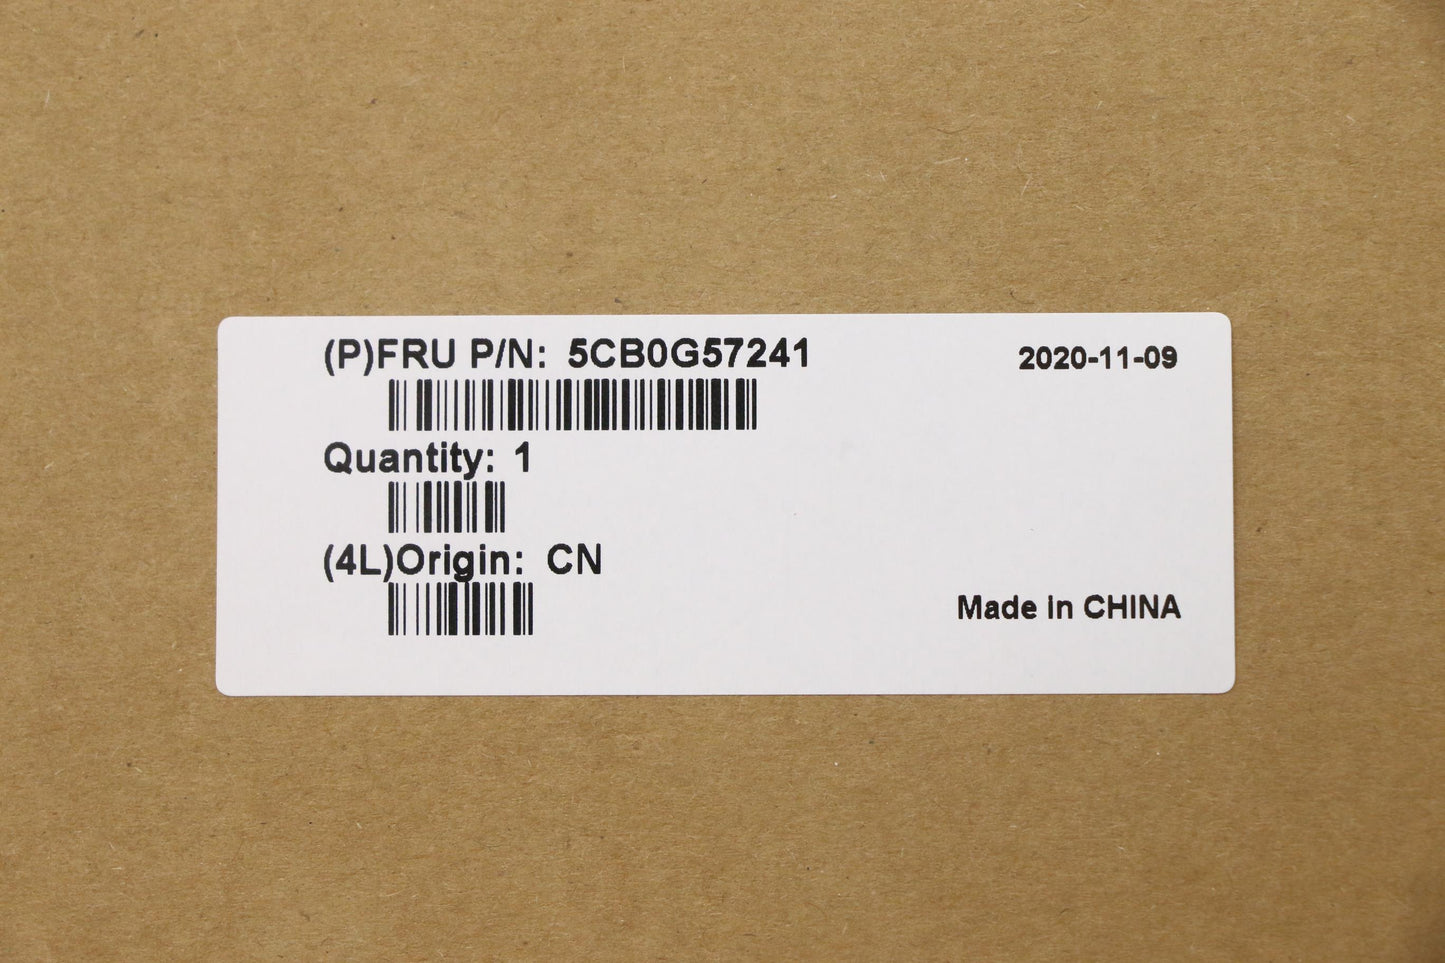 (P)FRU P/N: 5CB0G57241
2020-11-09
Quantity: 1
(4L)Origin: CN
Made in CHINA